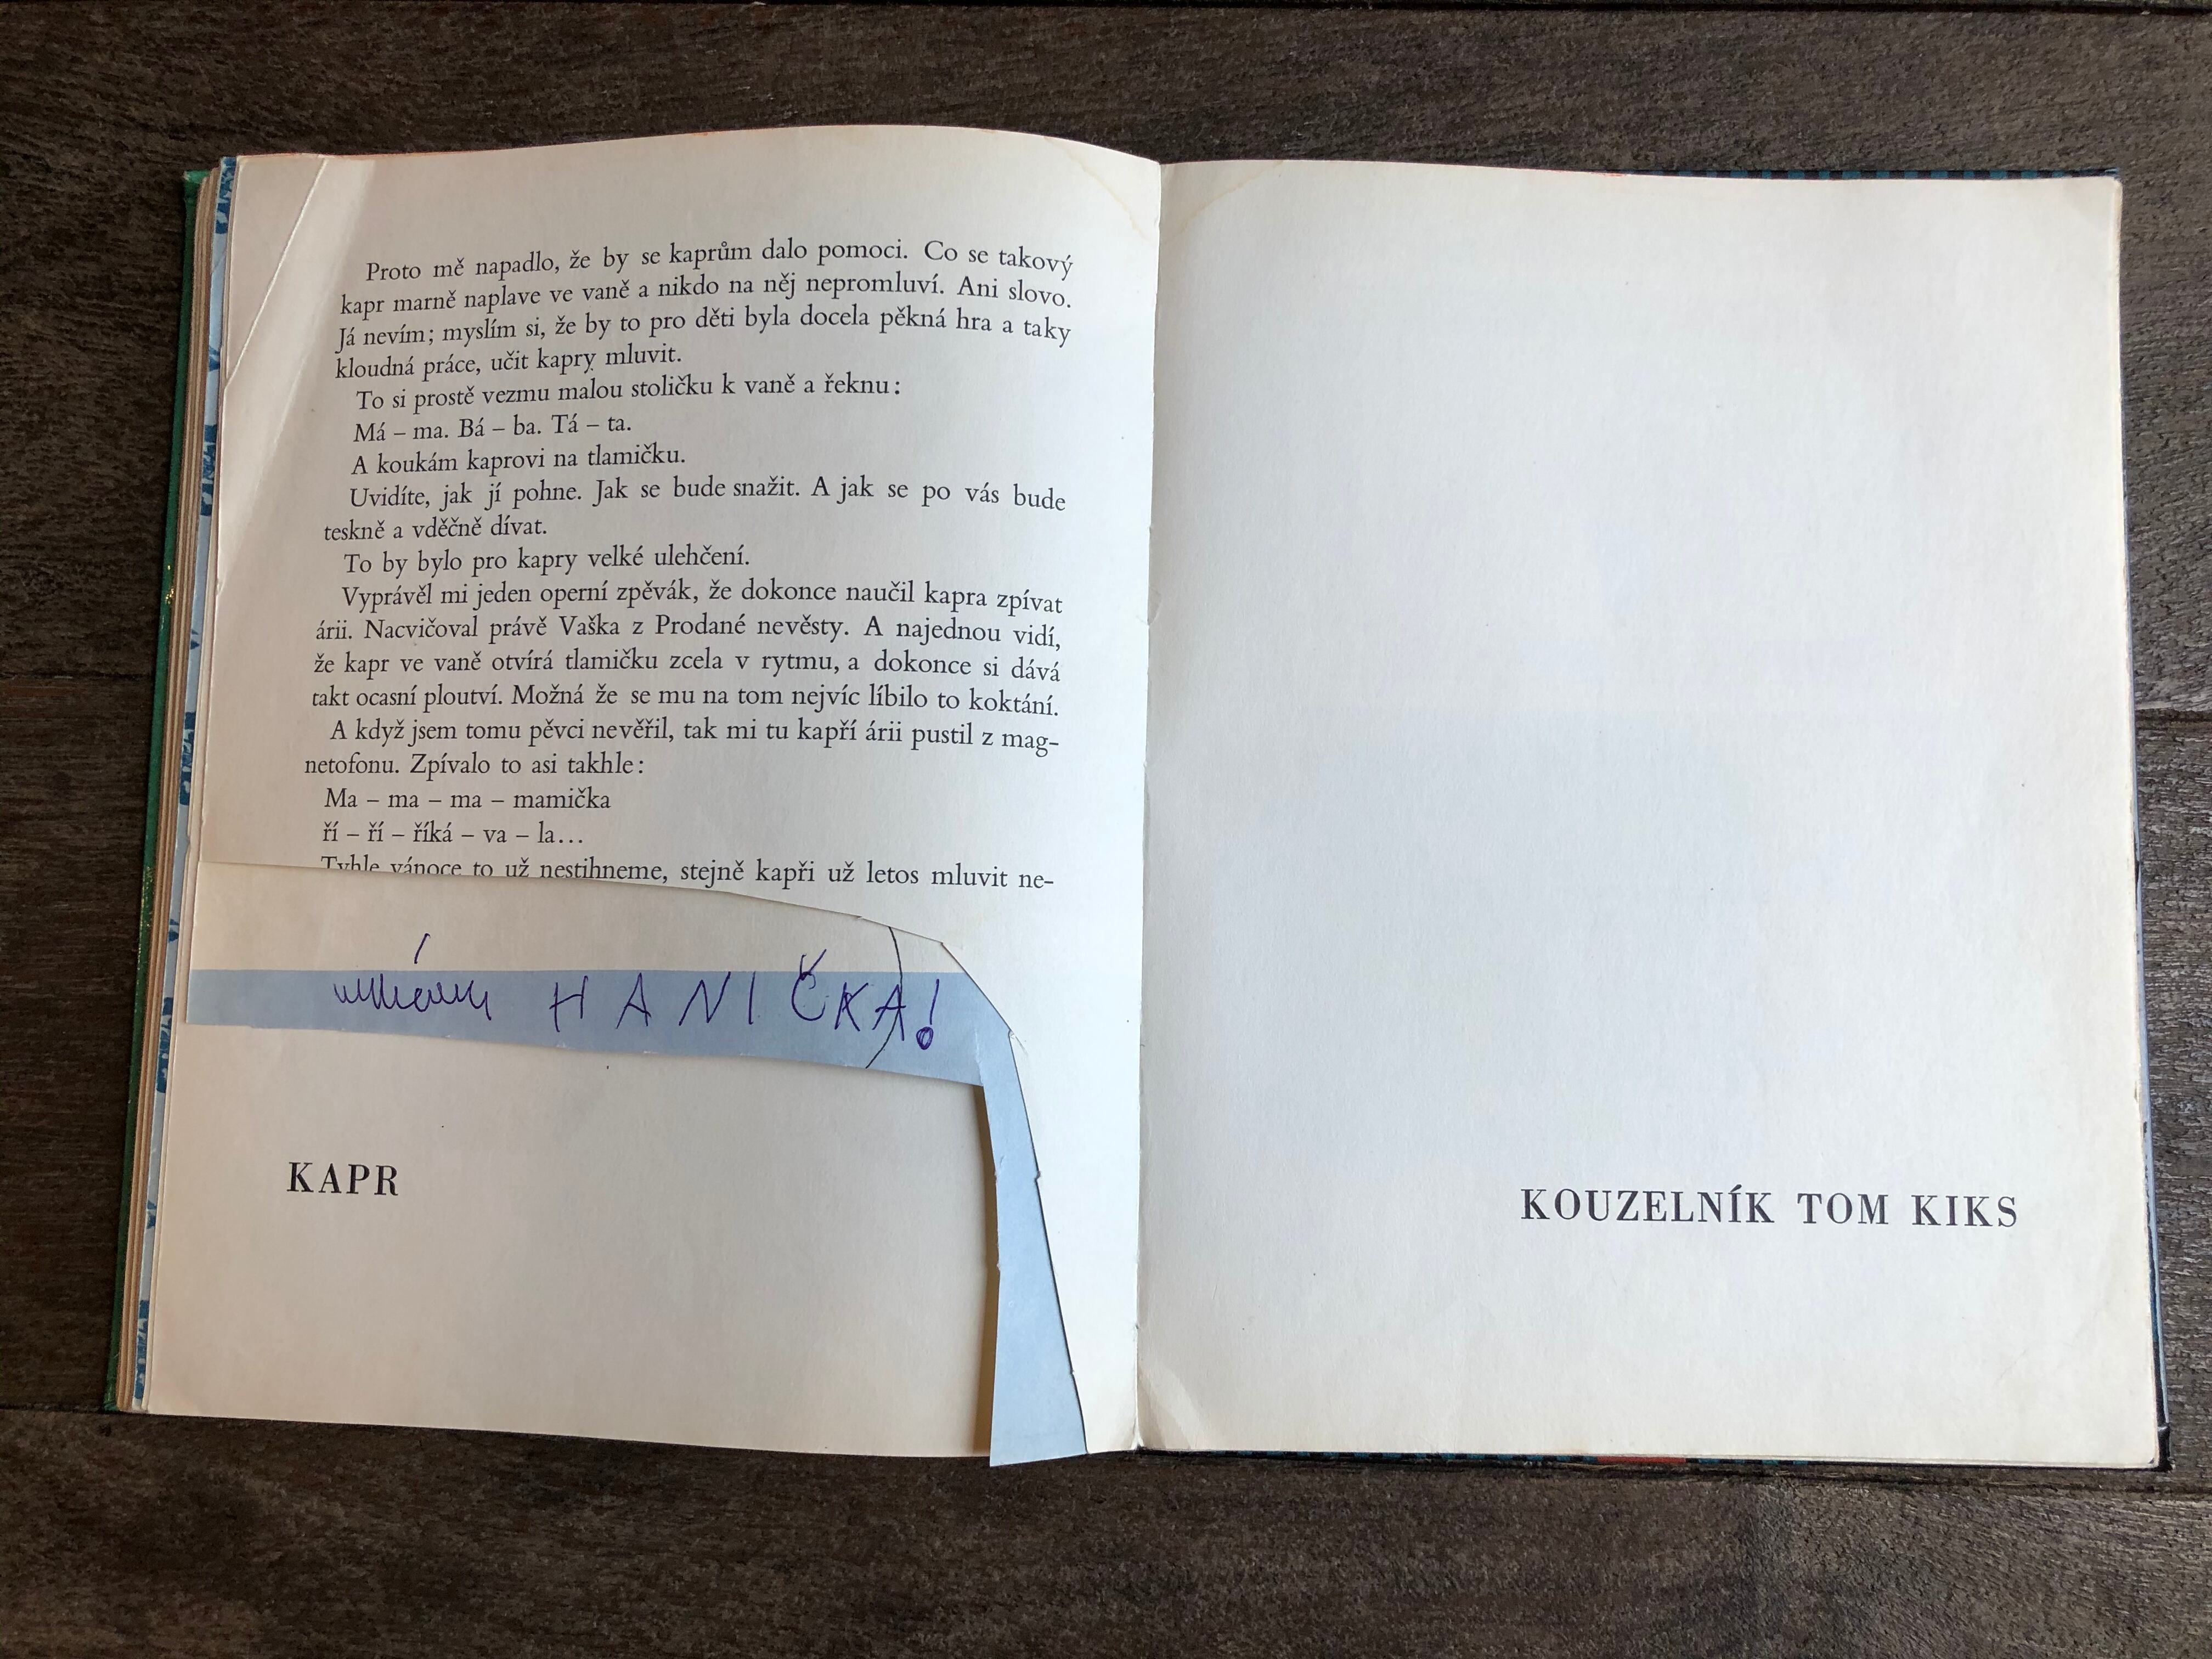 Proto mě napadlo, že by se kaprům dalo pomoci. Co se takový
kapr marně naplave ve vaně a nikdo na něj nepromluví. Ani slovo.
Já nevím; myslím si, že by to pro děti byla docela pěkná hra a taky
kloudná práce, učit kapry mluvit.
To si prostě vezmu malou stoličku k vaně a řeknu:
Má – ma. Bá – ba. Tá – ta.
A koukám kaprovi na tlamičku.
Uvidíte, jak jí pohne. Jak se bude snažit. A jak se po vás bude
teskně a vděčně dívat.
To by bylo pro kapry velké ulehčení.
Vyprávěl mi jeden operní zpěvák, že dokonce naučil kapra zpívat
árii. Nacvičoval právě Vaška z Prodané nevěsty. A najednou vidí,
že kapr ve vaně otvírá tlamičku zcela v rytmu, a dokonce si dává
takt ocasní ploutví. Možná že se mu na tom nejvíc líbilo to koktání.
A když jsem tomu pěvci nevěřil, tak mi tu kapří árii pustil z mag-
netofonu. Zpívalo to asi takhle:
Ma – ma – ma – mamička
ří – ří – říká – va – la...
Tyhle vánoce to už nestihneme, stejně kapři už letos mluvit ne-
HANIČKA!
KAPR
KOUZELNÍK TOM KIKS